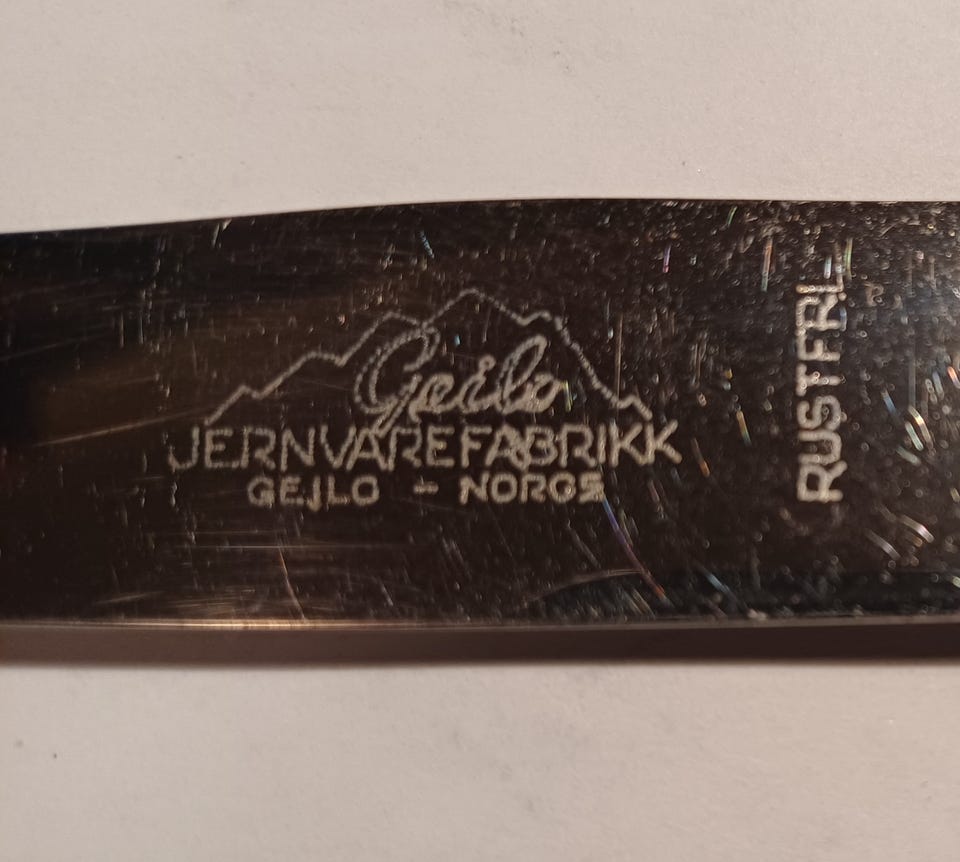 Geilo
JERNVAREFABRIKK
GEJLO - NORGE
RUSTFRI